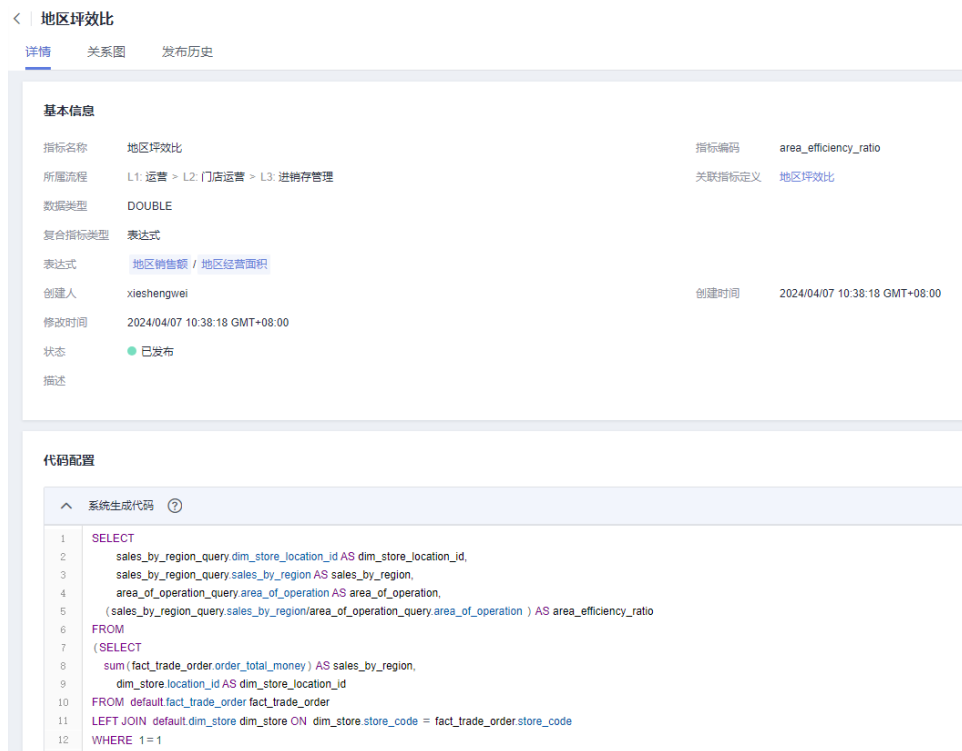 地区坪效比
详情 关系图 发布历史
基本信息
指标名称 地区坪效比 指标编码 area_efficiency_ratio
所属流程 L1: 运营 > L2: 门店运营 > L3: 进销存管理 关联指标定义 地区坪效比
数据类型 DOUBLE
复合指标类型 表达式
表达式 地区销售额 / 地区经营面积
创建人 xieshengwei 创建时间 2024/04/07 10:38:18 GMT+08:00
修改时间 2024/04/07 10:38:18 GMT+08:00
状态 已发布
描述
代码配置
系统生成代码 ?
1 SELECT
2 sales_by_region_query.dim_store_location_id AS dim_store_location_id,
3 sales_by_region_query.sales_by_region AS sales_by_region,
4 area_of_operation_query.area_of_operation AS area_of_operation,
5 (sales_by_region_query.sales_by_region/area_of_operation_query.area_of_operation ) AS area_efficiency_ratio
6 FROM
7 (SELECT
8 sum(fact_trade_order.order_total_money) AS sales_by_region,
9 dim_store.location_id AS dim_store_location_id
10 FROM default.fact_trade_order fact_trade_order
11 LEFT JOIN default.dim_store dim_store ON dim_store.store_code = fact_trade_order.store_code
12 WHERE 1=1